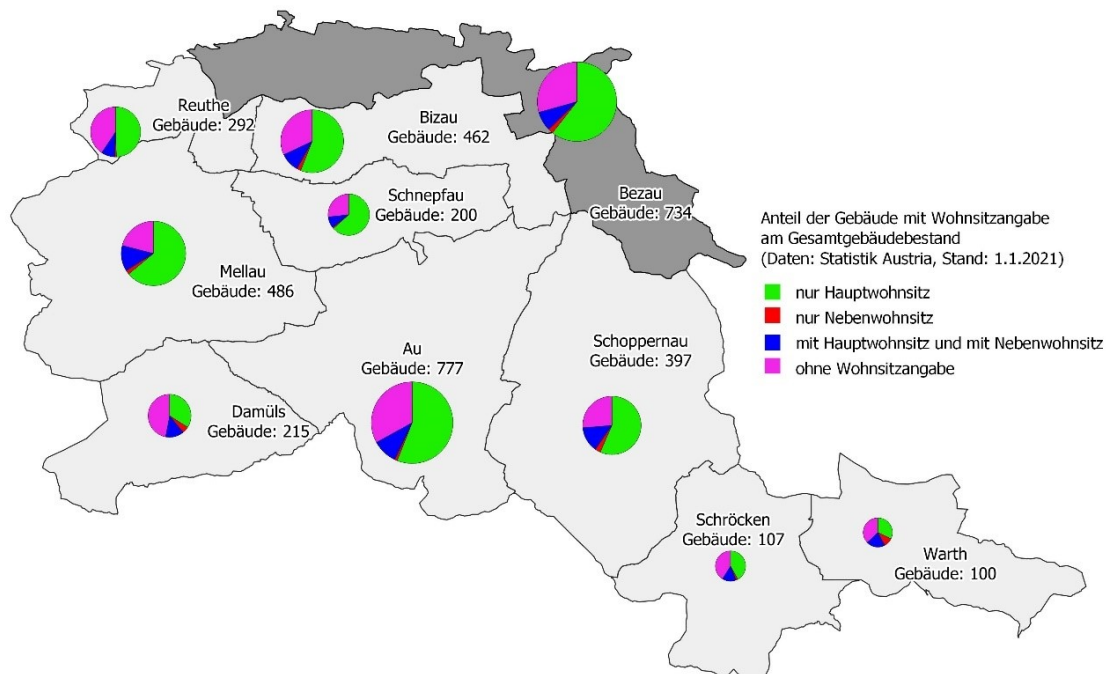 Reuthe
Gebäude: 292
Bizau
Gebäude: 462
Schnepfau
Gebäude: 200
Bezau
Gebäude: 734
Mellau
Gebäude: 486
Au
Gebäude: 777
Schoppernau
Gebäude: 397
Damüls
Gebäude: 215
Schröcken
Gebäude: 107
Warth
Gebäude: 100
Anteil der Gebäude mit Wohnsitzangabe
am Gesamtgebäudebestand
(Daten: Statistik Austria, Stand: 1.1.2021)
nur Hauptwohnsitz
nur Nebenwohnsitz
mit Hauptwohnsitz und mit Nebenwohnsitz
ohne Wohnsitzangabe